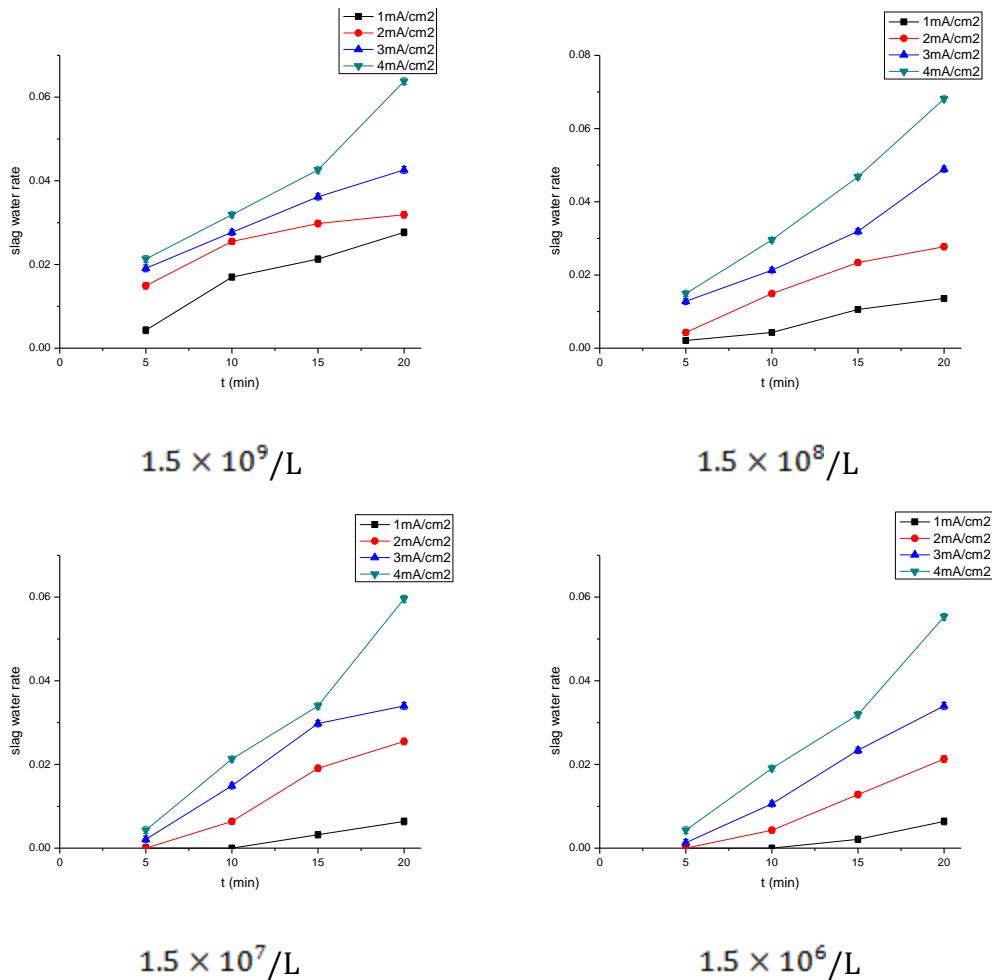 1mA/cm2
2mA/cm2
3mA/cm2
4mA/cm2
0.06
0.04
0.02
0.00
slag water rate
0 5 10 15 20
t (min)
1.5 × 10⁹/L
1mA/cm2
2mA/cm2
3mA/cm2
4mA/cm2
0.08
0.06
0.04
0.02
0.00
slag water rate
0 5 10 15 20
t (min)
1.5 × 10⁸/L
1mA/cm2
2mA/cm2
3mA/cm2
4mA/cm2
0.06
0.04
0.02
0.00
slag water rate
0 5 10 15 20
t (min)
1.5 × 10⁷/L
1mA/cm2
2mA/cm2
3mA/cm2
4mA/cm2
0.06
0.04
0.02
0.00
slag water rate
0 5 10 15 20
t (min)
1.5 × 10⁶/L